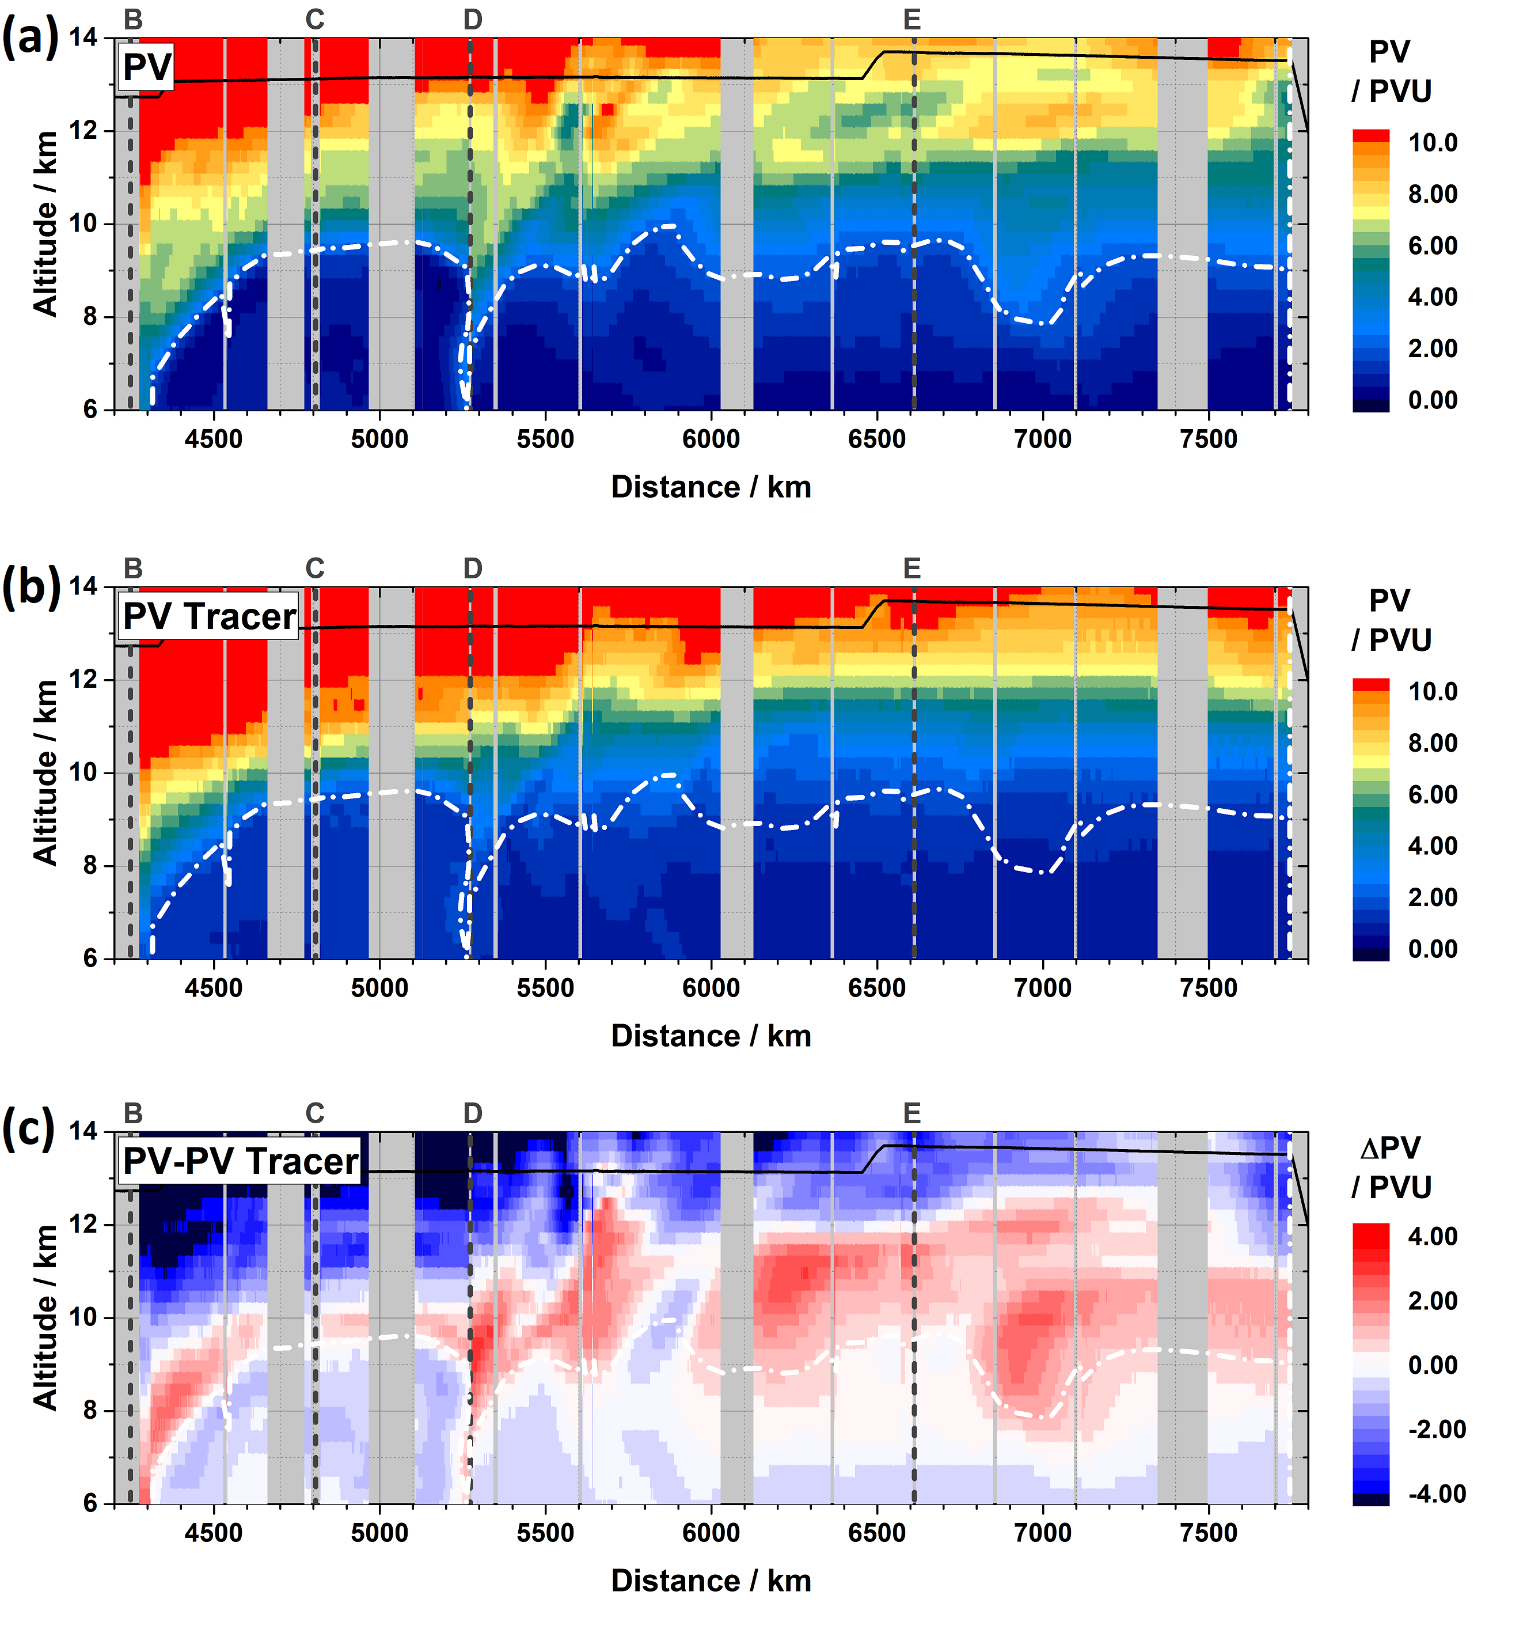 (a)
B C D E
PV
14
12
10
8
6
Altitude / km
4500 5000 5500 6000 6500 7000 7500
Distance / km
PV
/ PVU
10.0
8.00
6.00
4.00
2.00
0.00
(b)
B C D E
PV Tracer
14
12
10
8
6
Altitude / km
4500 5000 5500 6000 6500 7000 7500
Distance / km
PV
/ PVU
10.0
8.00
6.00
4.00
2.00
0.00
(c)
B C D E
PV-PV Tracer
14
12
10
8
6
Altitude / km
4500 5000 5500 6000 6500 7000 7500
Distance / km
ΔPV
/ PVU
4.00
2.00
0.00
-2.00
-4.00